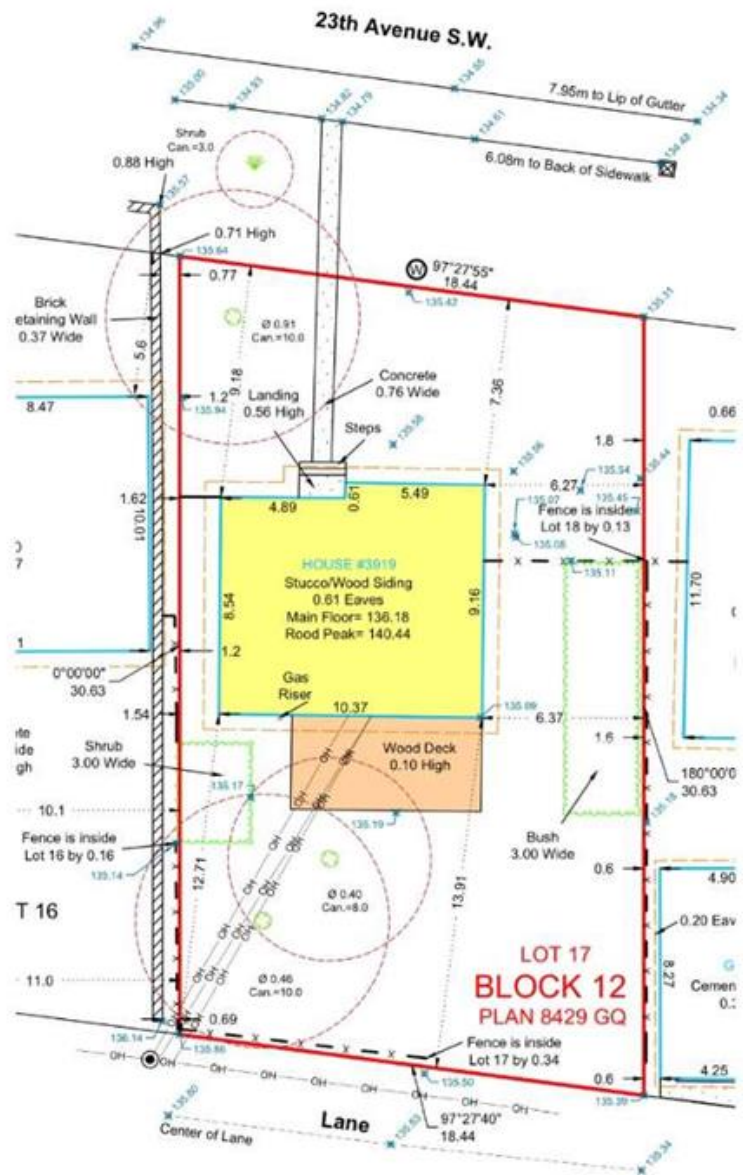 23th Avenue S.W.
134.96
134.55
7.95m to Lip of Gutler
134.34
135.00
134.93
134.82
134.79
134.61
134.48
6.08m to Back of Sidewalk
Shrub
Can.=3.0
0.88 High
135.57
0.71 High
135.64
0.77
W
97°27'55"
18.44
135.42
135.31
Brick
etaining Wall
0.37 Wide
5.6
Ø 0.91
Can.=10.0
9.18
7.36
Landing
0.56 High
Concrete
0.76 Wide
Steps
1.2
135.94
8.47
135.58
135.56
0.66
1.8
135.44
135.54
6.27
135.07
135.45
Fence is inside
Lot 18 by 0.13
135.08
135.11
1.62
10.01
4.89
0.61
5.49
HOUSE #3919
Stucco/Wood Siding
0.61 Eaves
Main Floor= 136.18
Rood Peak= 140.44
8.54
9.16
11.70
7
0°00'00"
30.63
1.2
Gas
Riser
10.37
135.09
1.54
6.37
Wood Deck
0.10 High
Shrub
3.00 Wide
135.17
1.6
180°00'0
30.63
135.19
10.1
Bush
3.00 Wide
Fence is inside
Lot 16 by 0.16
135.14
12.71
13.91
Ø 0.40
Can.=8.0
0.6
4.90
T 16
0.20 Eav
8.27
G
Cemen
Ø 0.46
Can.=10.0
LOT 17
BLOCK 12
PLAN 8429 GQ
11.0
0.69
136.14
135.86
Fence is inside
Lot 17 by 0.34
0.6
4.25
135.50
135.39
OH OH OH OH OH OH OH
97°27'40"
18.44
135.80
Center of Lane
Lane
135.53
135.34